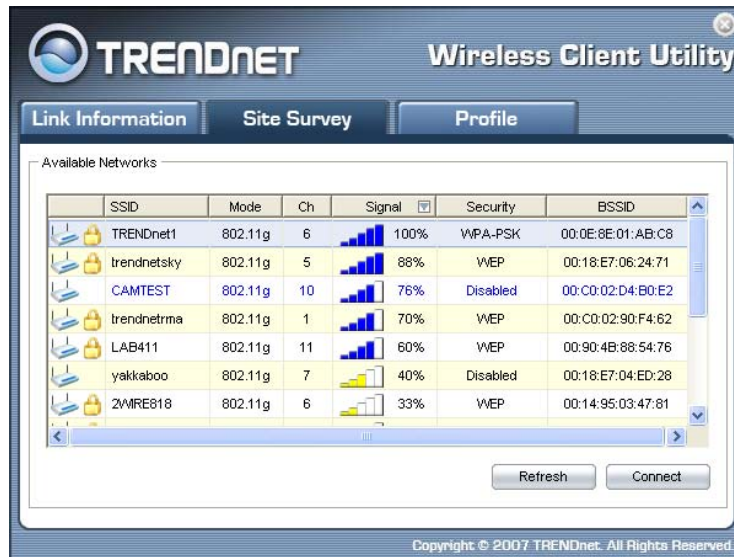 TRENDNET
Wireless Client Utility
Link Information Site Survey Profile
Available Networks
SSID Mode Ch Signal Security BSSID
TRENDnet1 802.11g 6 100% WPA-PSK 00:0E:8E:01:AB:C8
trendnetsky 802.11g 5 88% WEP 00:18:E7:06:24:71
CAMTEST 802.11g 10 76% Disabled 00:C0:02:D4:B0:E2
trendnetrma 802.11g 1 70% WEP 00:C0:02:90:F4:62
LAB411 802.11g 11 60% WEP 00:90:4B:88:54:76
yakkaboo 802.11g 7 40% Disabled 00:18:E7:04:ED:28
2WIRE818 802.11g 6 33% WEP 00:14:95:03:47:81
Refresh Connect
Copyright © 2007 TRENDnet. All Rights Reserved